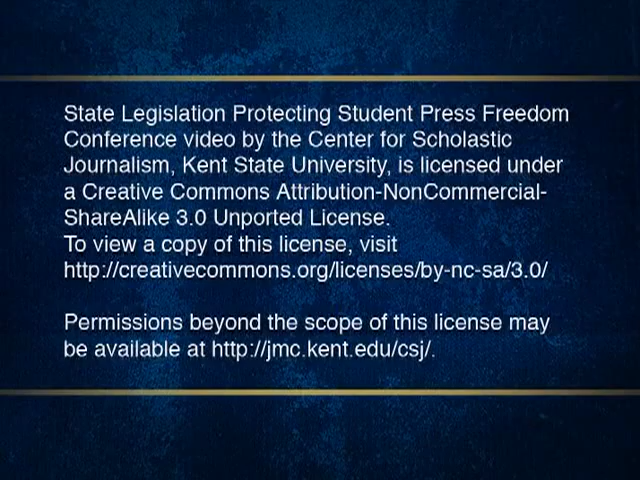 State Legislation Protecting Student Press Freedom
Conference video by the Center for Scholastic
Journalism, Kent State University, is licensed under
a Creative Commons Attribution-NonCommercial-
ShareAlike 3.0 Unported License.
To view a copy of this license, visit
http://creativecommons.org/licenses/by-nc-sa/3.0/
Permissions beyond the scope of this license may
be available at http://jmc.kent.edu/csj/.